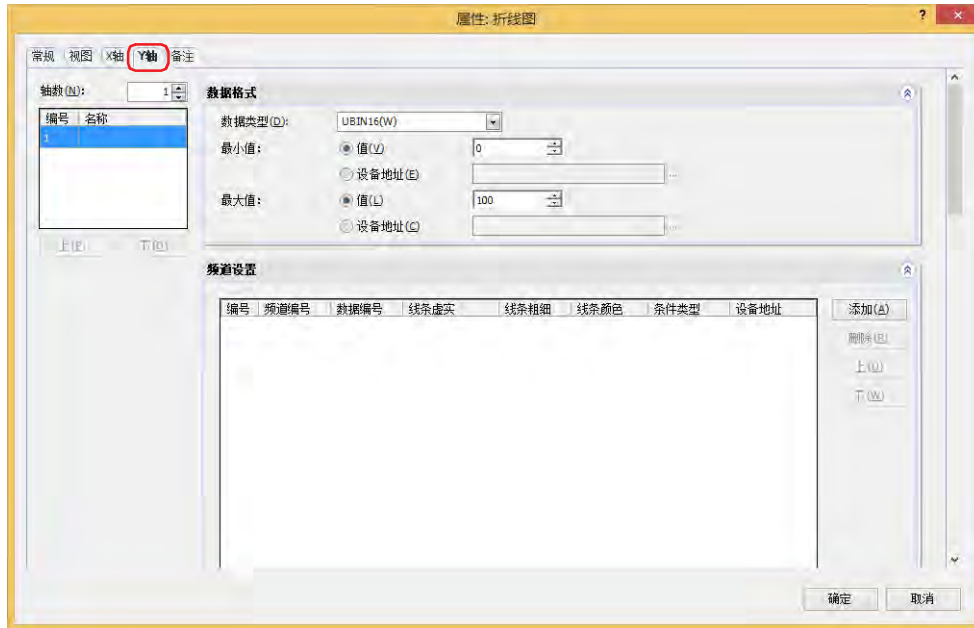 属性: 折线图
?
×
常规 视图 X轴 Y轴 备注
轴数(N): 1
编号 名称
1
上(P) 下(O)
数据格式
数据类型(D): UBIN16(W)
最小值: 值(V) 0
设备地址(E) ...
最大值: 值(L) 100
设备地址(C) ...
频道设置
编号 频道编号 数据编号 线条虚实 线条粗细 线条颜色 条件类型 设备地址
添加(A)
删除(R)
上(U)
下(W)
确定 取消